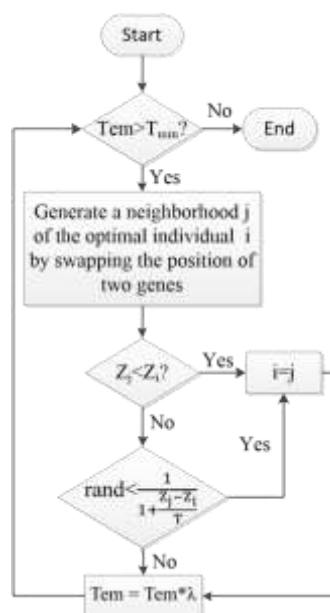 Start
Tem>Tmin?
No
End
Yes
Generate a neighborhood j
of the optimal individual i
by swapping the position of
two genes
Zj<Zi?
Yes
i=j
No
Yes
rand<1/(1+(Zj-Zi)/T)
No
Tem = Tem*λ